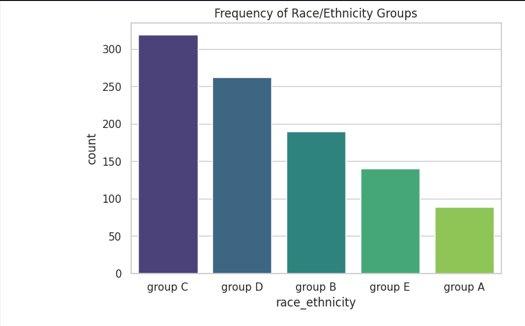 Frequency of Race/Ethnicity Groups
count
300
250
200
150
100
50
0
group C group D group B group E group A
race_ethnicity